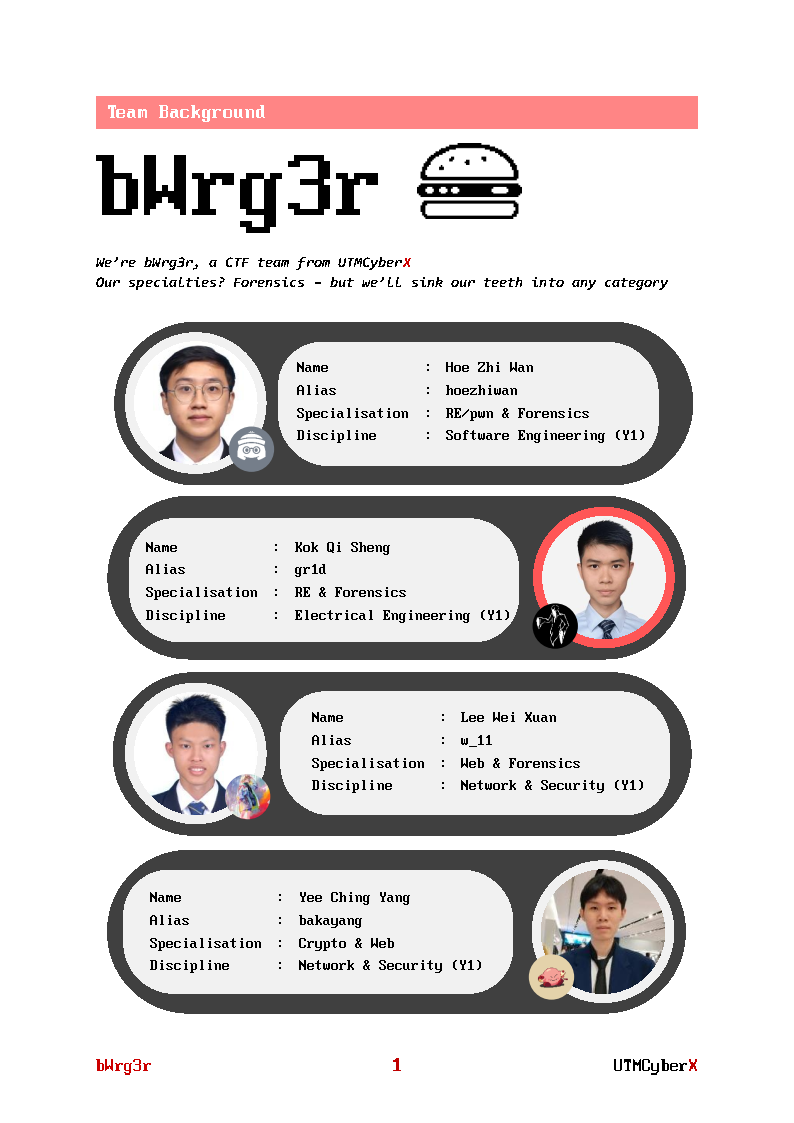 Team Background
bWrg3r
We're bWrg3r, a CTF team from UTMCyberX
Our specialties? Forensics – but we'll sink our teeth into any category
Name : Hoe Zhi Wan
Alias : hoezhiwan
Specialisation : RE/pwn & Forensics
Discipline : Software Engineering (Y1)
Name : Kok Qi Sheng
Alias : gr1d
Specialisation : RE & Forensics
Discipline : Electrical Engineering (Y1)
Name : Lee Wei Xuan
Alias : w_11
Specialisation : Web & Forensics
Discipline : Network & Security (Y1)
Name : Yee Ching Yang
Alias : bakayang
Specialisation : Crypto & Web
Discipline : Network & Security (Y1)
bWrg3r 1 UTMCyberX